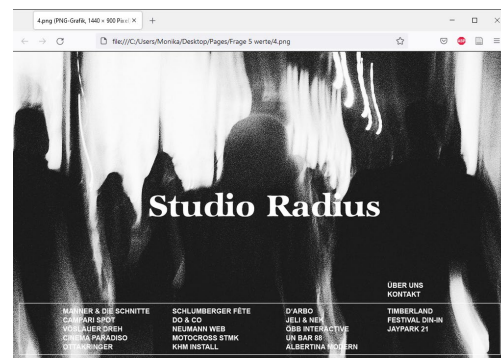 4.png (PNG-Grafik, 1440 × 900 Pixel)
file:///C:/Users/Monika/Desktop/Pages/Frage 5 werte/4.png
Studio Radius
ÜBER UNS
KONTAKT
MANNER & DIE SCHNITTE
CAMPARI SPOT
VÖSLAUER DREH
CINEMA PARADISO
OTTAKRINGER
SCHLUMBERGER FÊTE
DO & CO
NEUMANN WEB
MOTOCROSS STMK
KHM INSTALL
D'ARBO
JELI & NEK
ÖBB INTERACTIVE
UN BAR 88
ALBERTINA MODERN
TIMBERLAND
FESTIVAL DIN-IN
JAYPARK 21